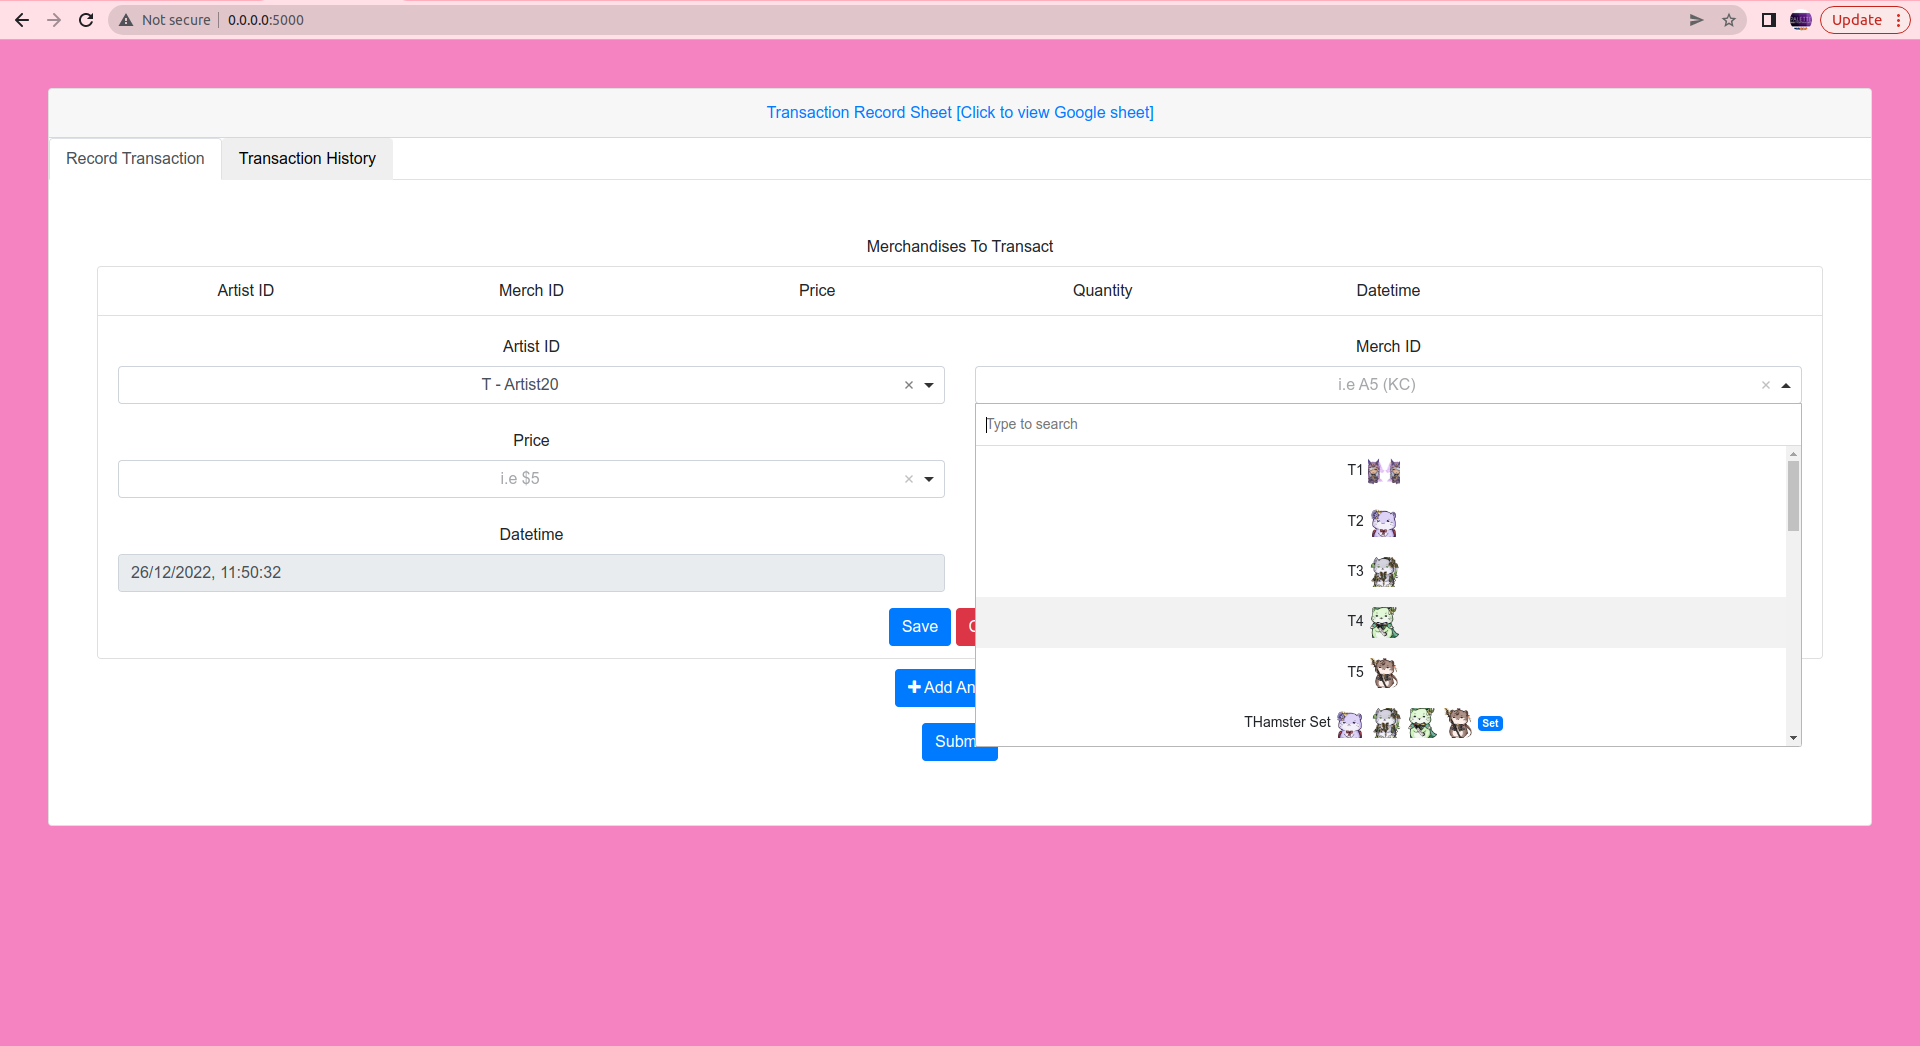 Not secure 0.0.0.0:5000 Update
Transaction Record Sheet [Click to view Google sheet]
Record Transaction Transaction History
Merchandises To Transact
Artist ID Merch ID Price Quantity Datetime
Artist ID Merch ID
T - Artist20 × i.e A5 (KC) ×
Type to search
Price
i.e $5 ×
T1
T2
Datetime
26/12/2022, 11:50:32
T3
T4
Save
T5
Add An
THamster Set Set
Subm